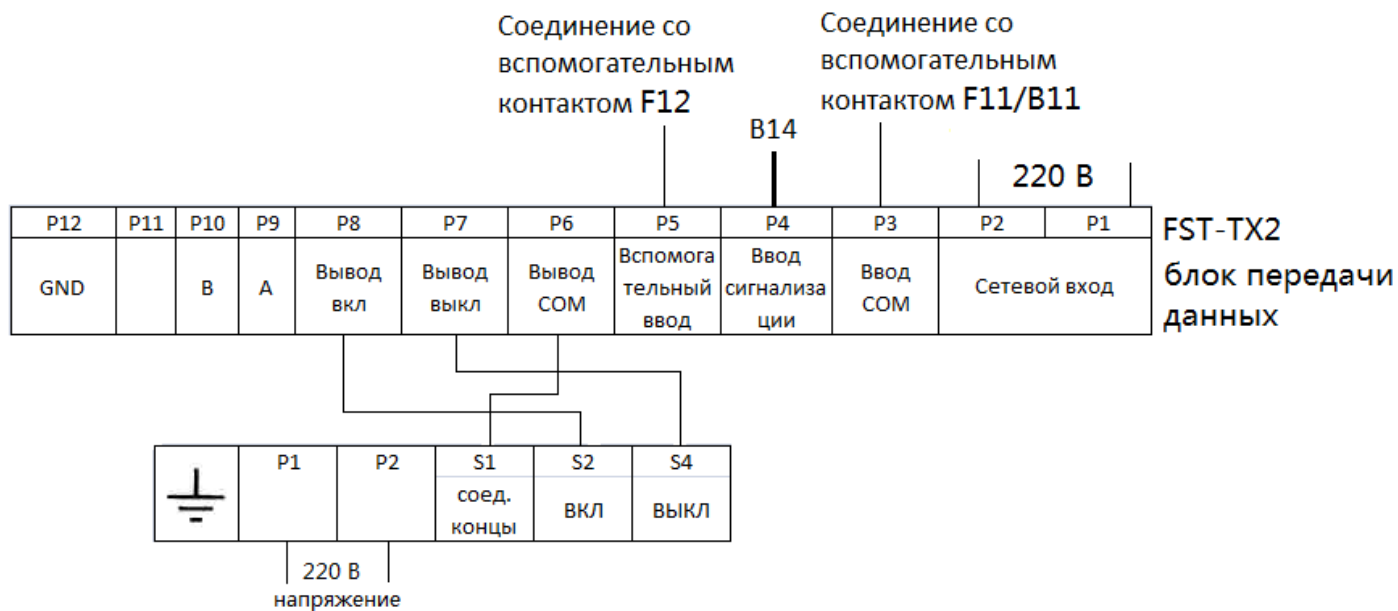 Соединение со
вспомогательным
контактом F12
Соединение со
вспомогательным
контактом F11/B11
B14
220 В
P12 P11 P10 P9 P8 P7 P6 P5 P4 P3 P2 P1
GND
B
A
Вывод
вкл
Вывод
выкл
Вывод
COM
Вспомога
тельный
ввод
Ввод
сигнализа
ции
Ввод
COM
Сетевой вход
FST-TX2
блок передачи
данных
P1 P2 S1 S2 S4
соед.
концы
ВКЛ
ВЫКЛ
220 В
напряжение